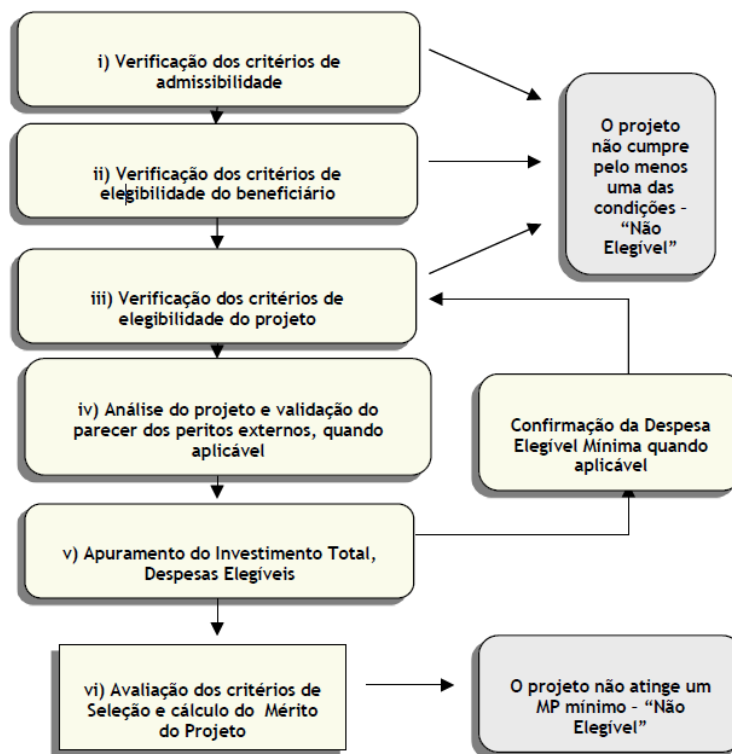 i) Verificação dos critérios de
admissibilidade
O projeto
não cumpre
pelo menos
uma das
condições –
“Não
Elegível”
ii) Verificação dos critérios de
elegibilidade do beneficiário
iii) Verificação dos critérios de
elegibilidade do projeto
iv) Análise do projeto e validação do
parecer dos peritos externos, quando
aplicável
Confirmação da Despesa
Elegível Mínima quando
aplicável
v) Apuramento do Investimento Total,
Despesas Elegíveis
vi) Avaliação dos critérios de
Seleção e cálculo do Mérito
do Projeto
O projeto não atinge um
MP mínimo – “Não
Elegível”